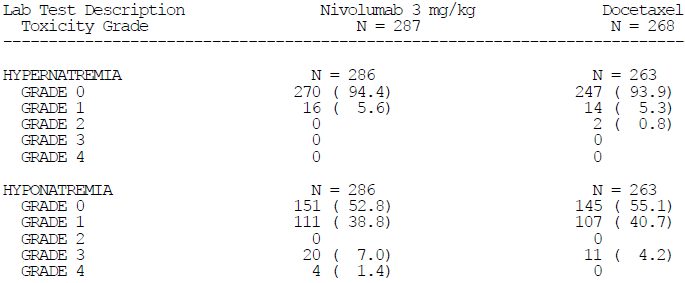 Lab Test Description Nivolumab 3 mg/kg Docetaxel
Toxicity Grade N = 287 N = 268
--------------------------------------------------------------------------
HYPERNATREMIA N = 286 N = 263
GRADE 0 270 ( 94.4) 247 ( 93.9)
GRADE 1 16 ( 5.6) 14 ( 5.3)
GRADE 2 0 2 ( 0.8)
GRADE 3 0 0
GRADE 4 0 0
HYPONATREMIA N = 286 N = 263
GRADE 0 151 ( 52.8) 145 ( 55.1)
GRADE 1 111 ( 38.8) 107 ( 40.7)
GRADE 2 0 0
GRADE 3 20 ( 7.0) 11 ( 4.2)
GRADE 4 4 ( 1.4) 0